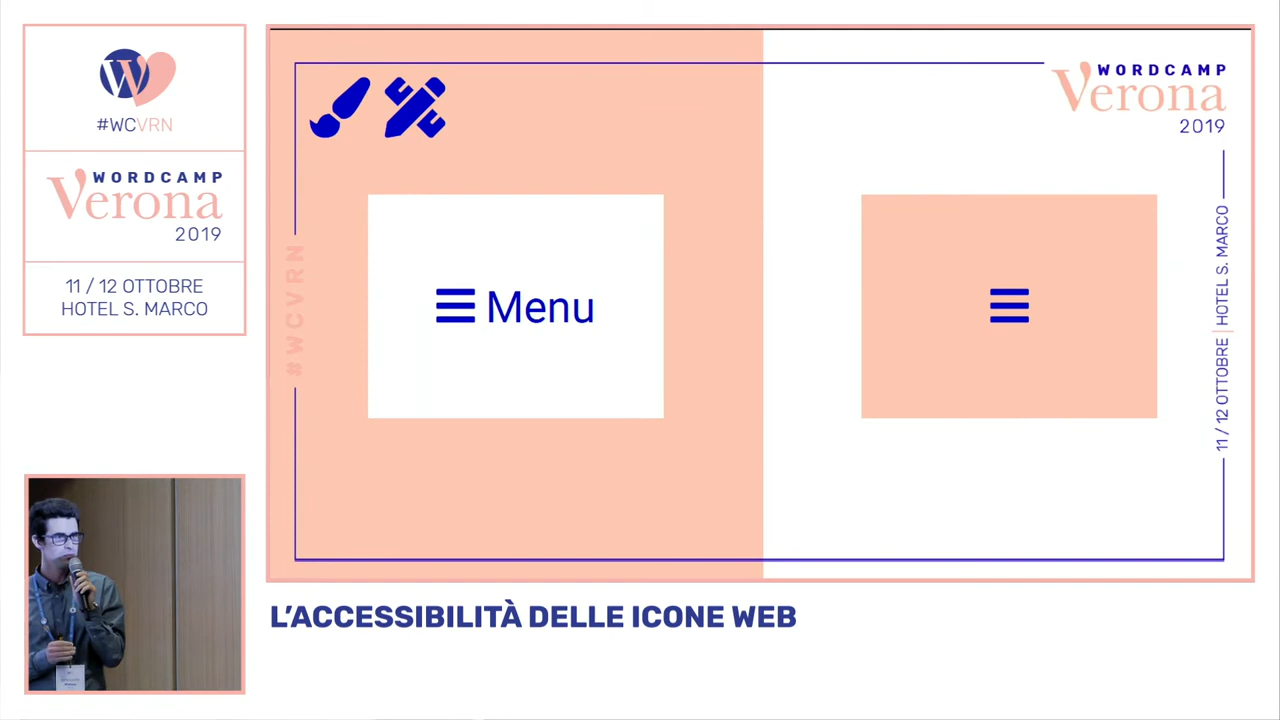 #WCVRN
WORDCAMP
Verona
2019
11 / 12 OTTOBRE
HOTEL S. MARCO
#WCVRN
Menu
WORDCAMP
Verona
2019
11 / 12 OTTOBRE | HOTEL S. MARCO
L'ACCESSIBILITÀ DELLE ICONE WEB